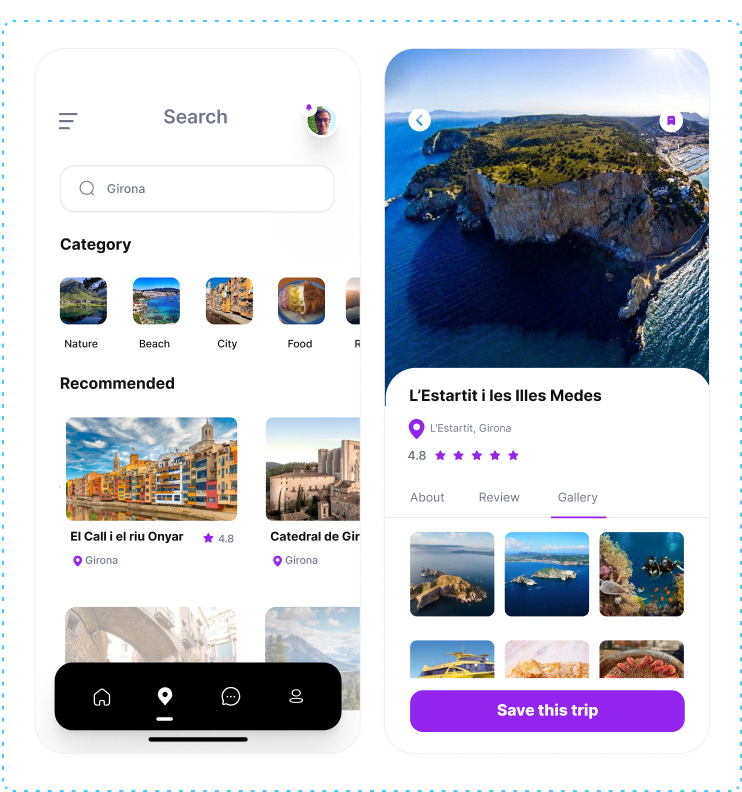 Search
Girona
Category
Nature
Beach
City
Food
R
Recommended
El Call i el riu Onyar
4.8
Girona
Catedral de Gir
Girona
L'Estartit i les Illes Medes
L'Estartit, Girona
4.8
About
Review
Gallery
Save this trip